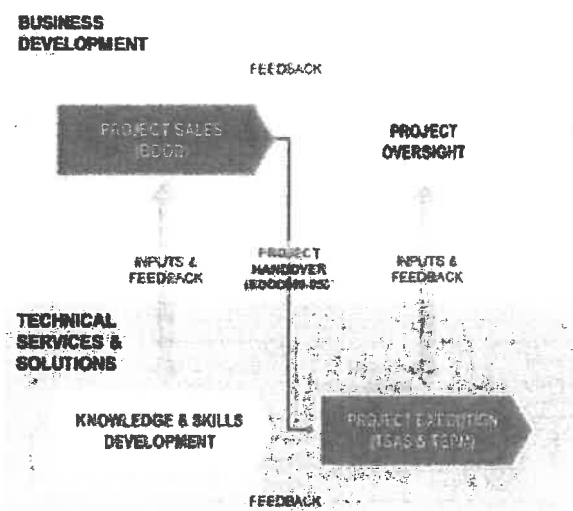 BUSINESS
DEVELOPMENT
FEEDBACK
PROJECT SALES
PROJECT
OVERSIGHT
INPUTS &
FEEDBACK
PROJECT
HANDOVER
INPUTS &
FEEDBACK
TECHNICAL
SERVICES &
SOLUTIONS
KNOWLEDGE & SKILLS
DEVELOPMENT
PROJECT EXECUTION
FEEDBACK